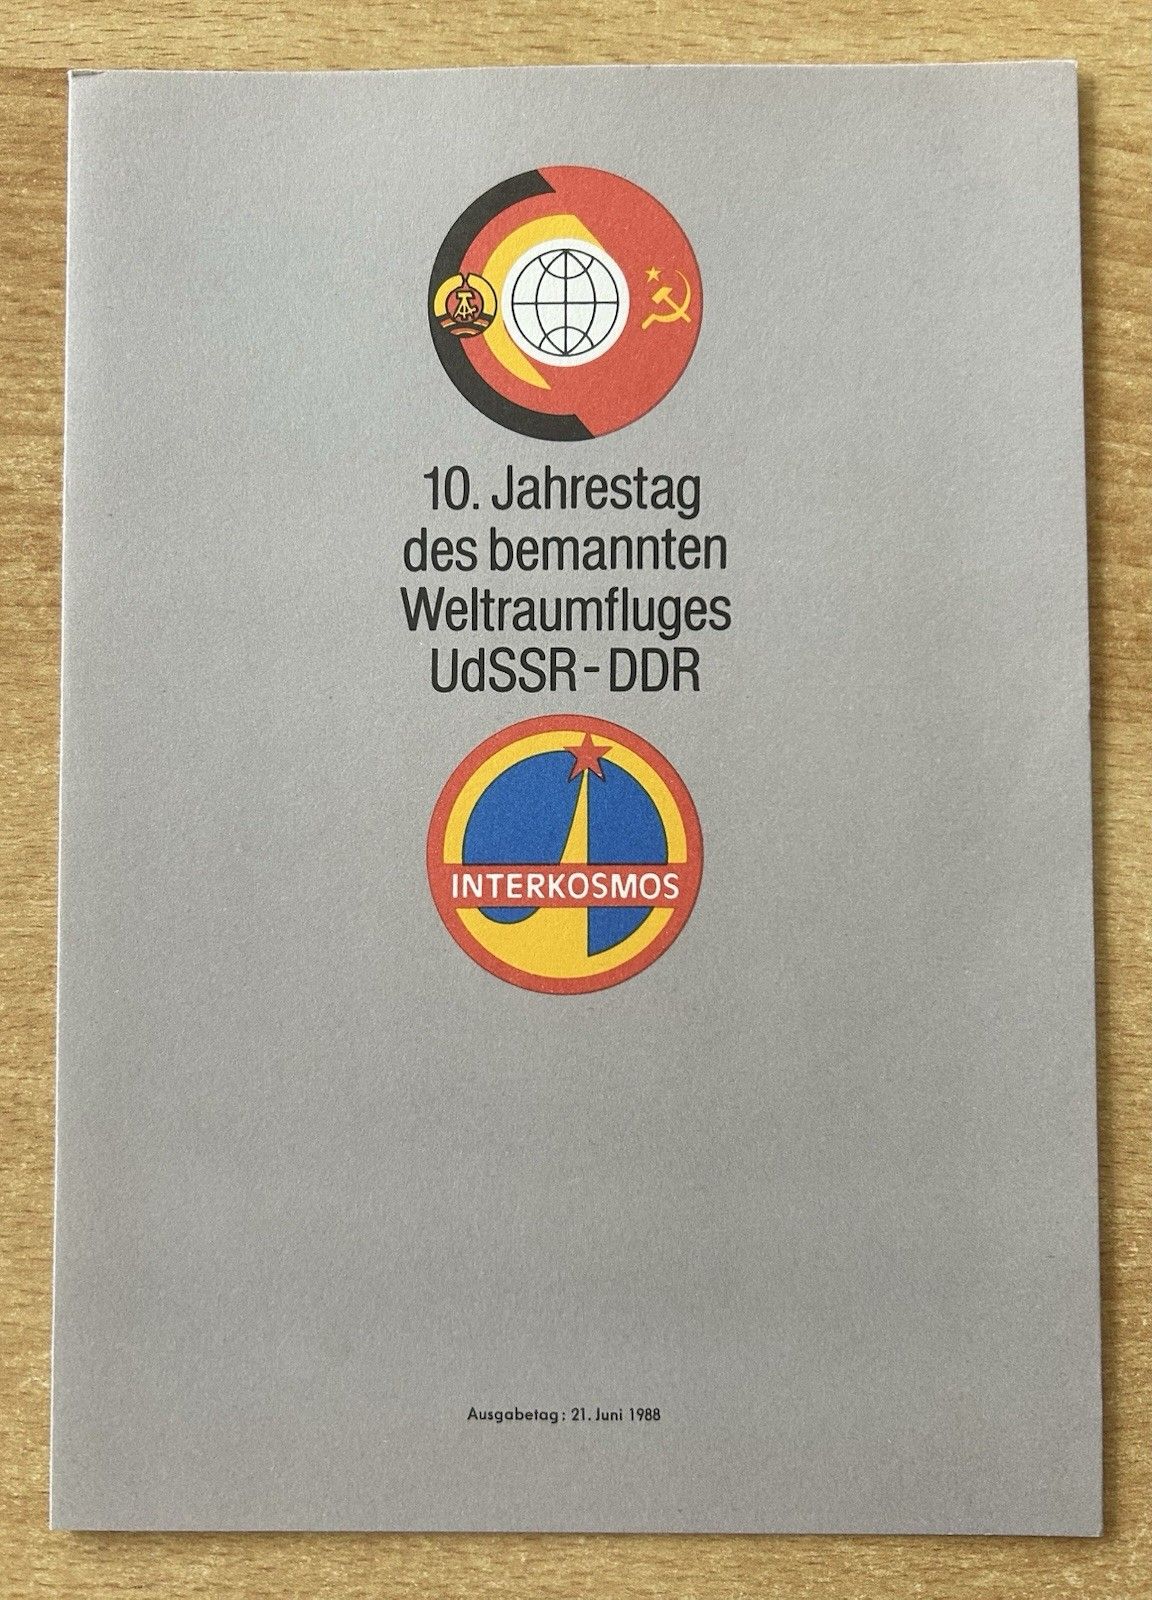 10. Jahrestag
des bemannten
Weltraumfluges
UdSSR-DDR
INTERKOSMOS
Ausgabetag: 21. Juni 1988